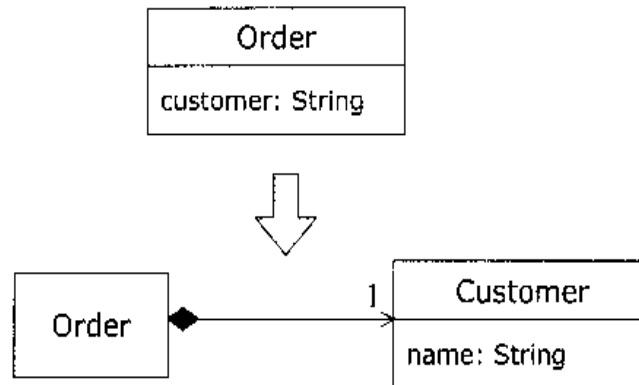 Order
customer: String
1
Customer
Order
name: String